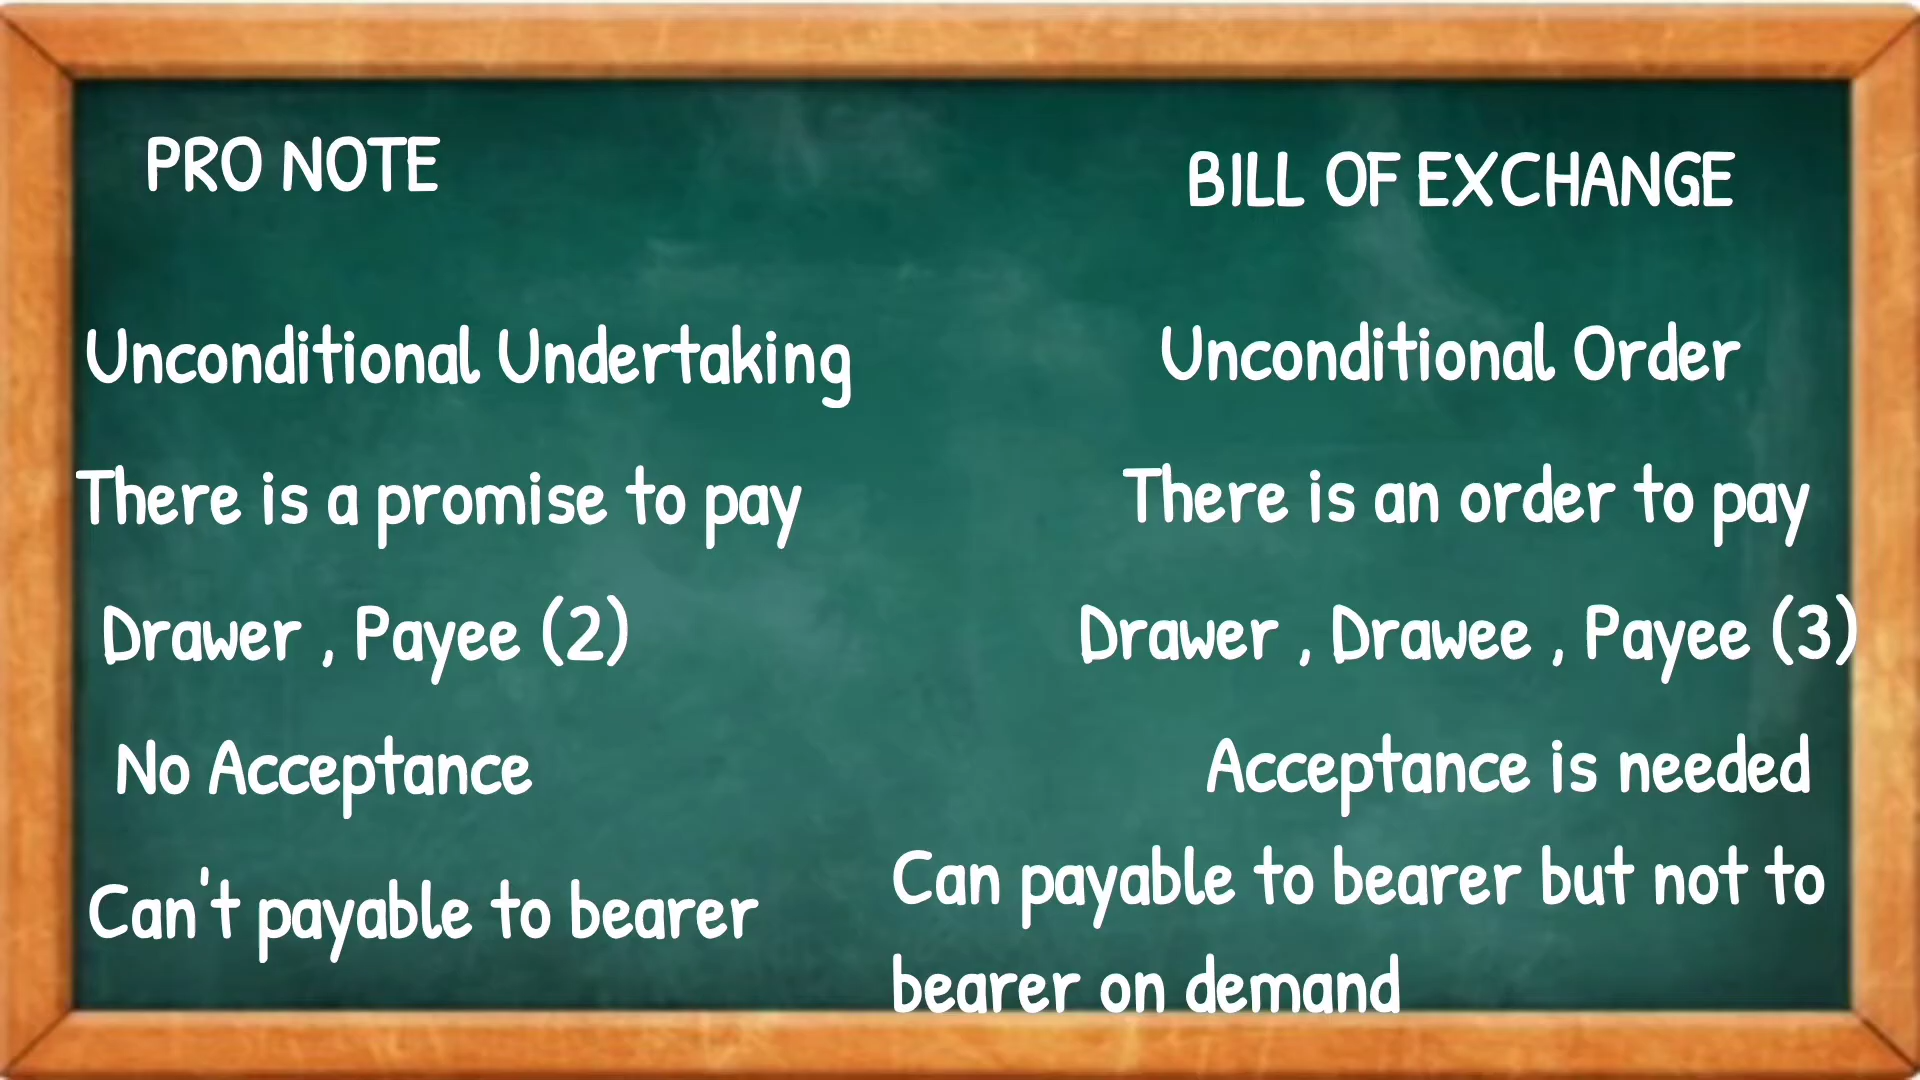 PRO NOTE
BILL OF EXCHANGE
Unconditional Undertaking
Unconditional Order
There is a promise to pay
There is an order to pay
Drawer , Payee (2)
Drawer , Drawee , Payee (3)
No Acceptance
Acceptance is needed
Can't payable to bearer
Can payable to bearer but not to
bearer on demand